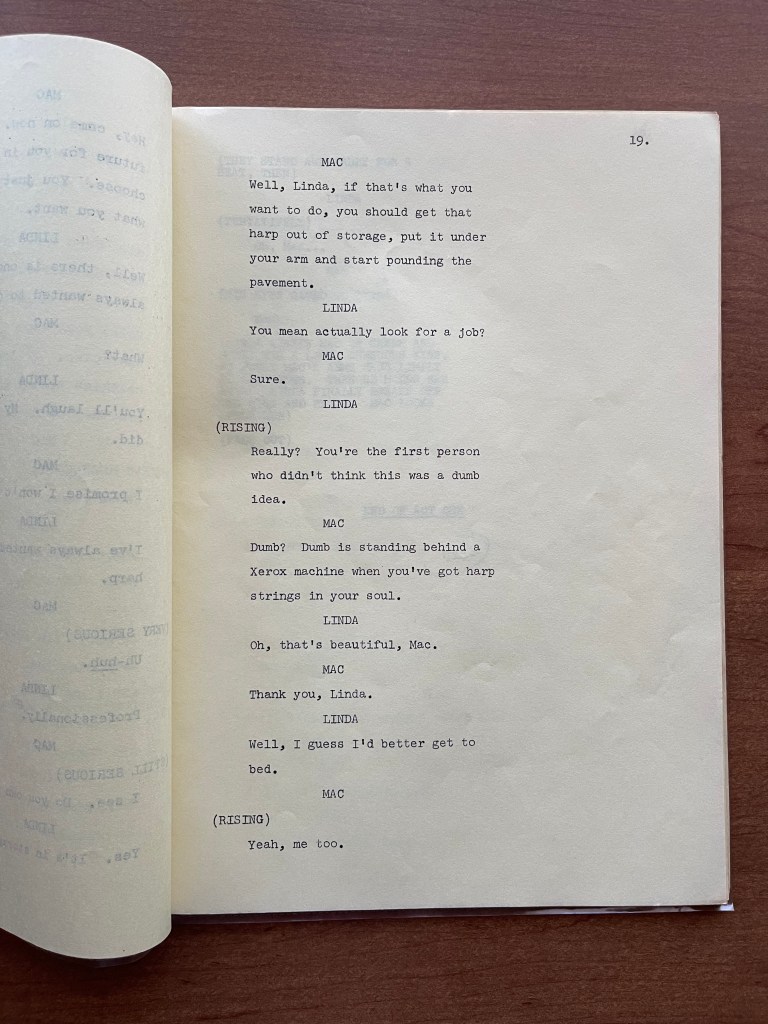 19.
MAC
Well, Linda, if that's what you
want to do, you should get that
harp out of storage, put it under
your arm and start pounding the
pavement.
LINDA
You mean actually look for a job?
MAC
Sure.
LINDA
(RISING)
Really?  You're the first person
who didn't think this was a dumb
idea.
MAC
Dumb?  Dumb is standing behind a
Xerox machine when you've got harp
strings in your soul.
LINDA
Oh, that's beautiful, Mac.
MAC
Thank you, Linda.
LINDA
Well, I guess I'd better get to
bed.
MAC
(RISING)
Yeah, me too.